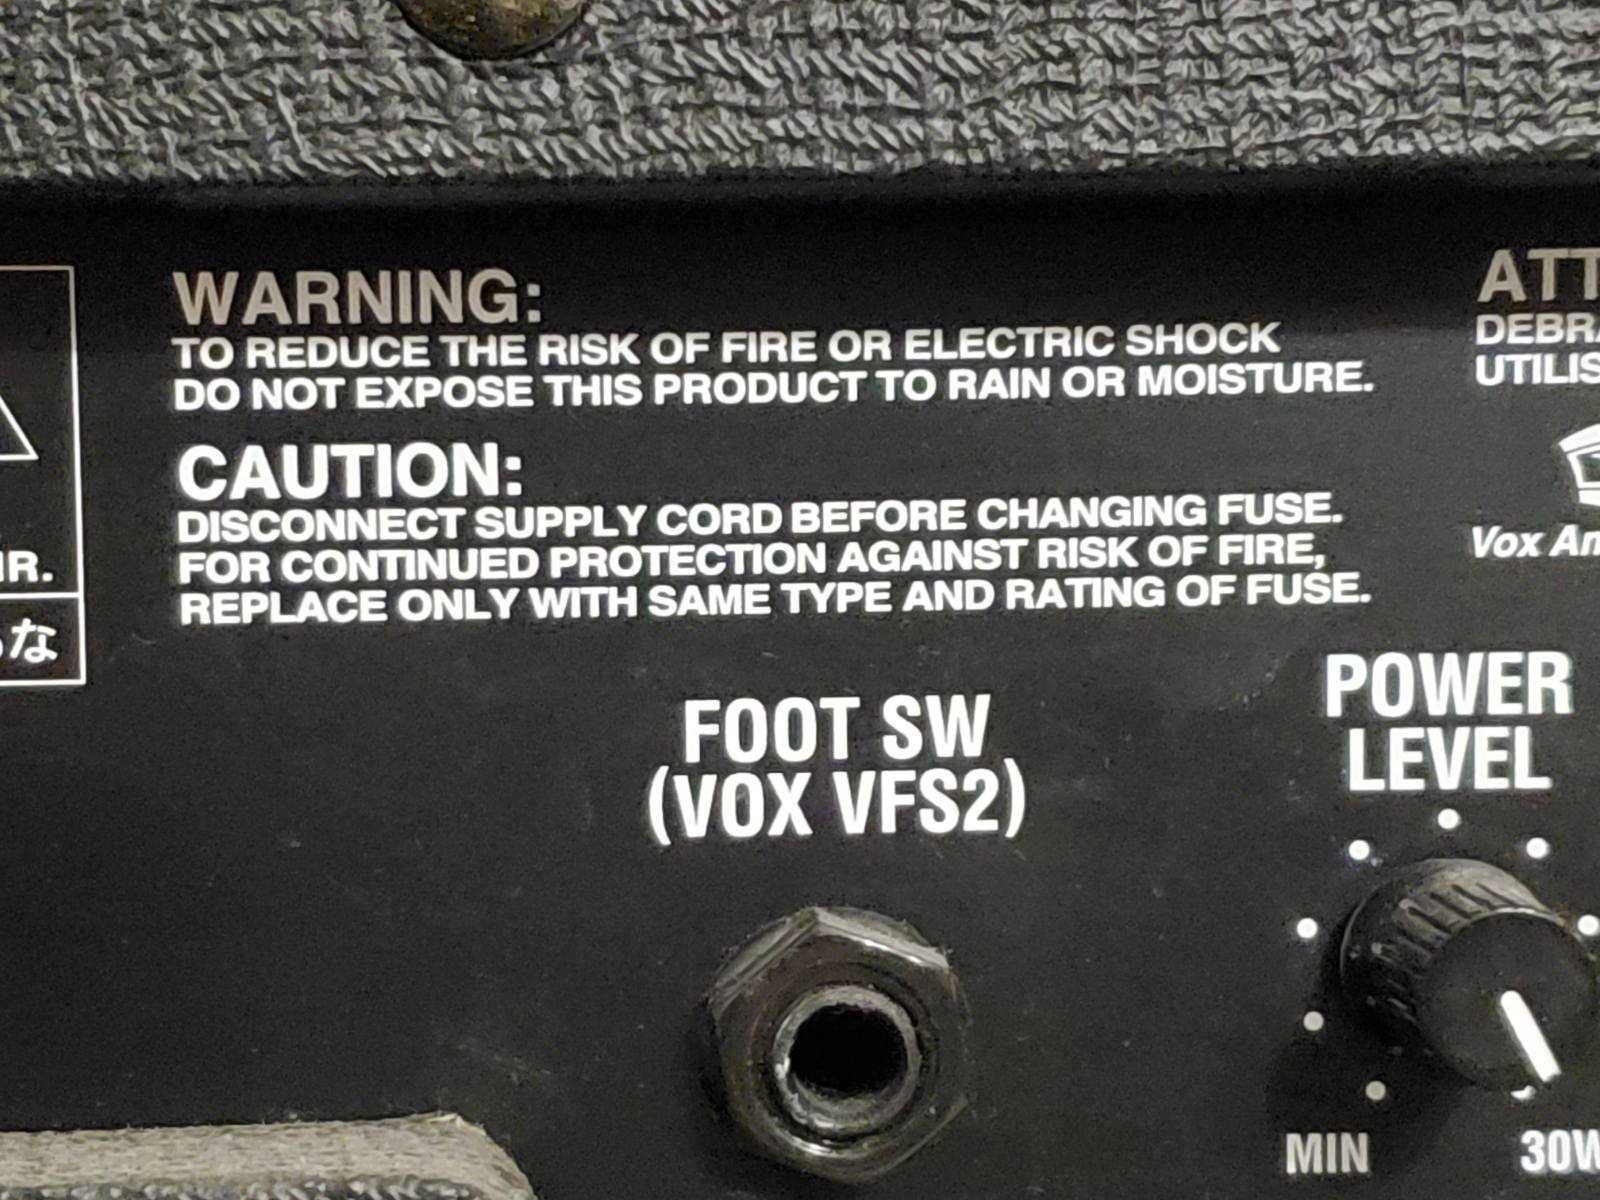 WARNING:
TO REDUCE THE RISK OF FIRE OR ELECTRIC SHOCK
DO NOT EXPOSE THIS PRODUCT TO RAIN OR MOISTURE.
CAUTION:
DISCONNECT SUPPLY CORD BEFORE CHANGING FUSE.
FOR CONTINUED PROTECTION AGAINST RISK OF FIRE,
REPLACE ONLY WITH SAME TYPE AND RATING OF FUSE.
Vox
FOOT SW
(VOX VFS2)
POWER
LEVEL
MIN
30W